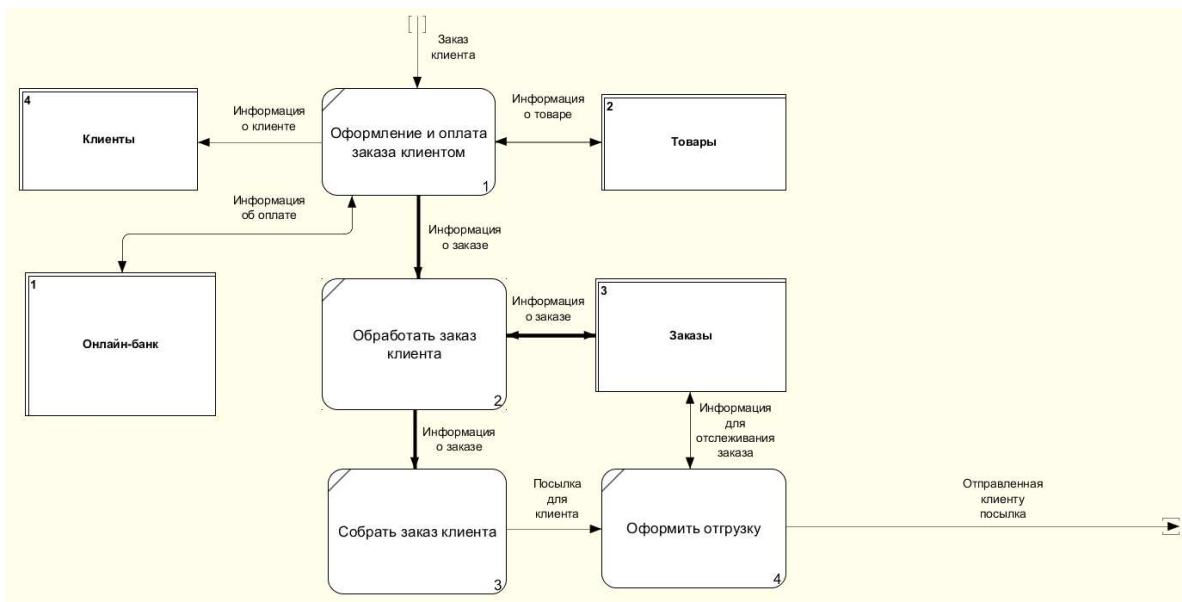 Заказ
клиента
4
Клиенты
Информация
о клиенте
Оформление и оплата
заказа клиентом
1
Информация
о товаре
2
Товары
Информация
об оплате
Информация
о заказе
1
Онлайн-банк
Обработать заказ
клиента
2
Информация
о заказе
3
Заказы
Информация
о заказе
Информация
для
отслеживания
заказа
Собрать заказ клиента
3
Посылка
для
клиента
Оформить отгрузку
4
Отправленная
клиенту
посылка